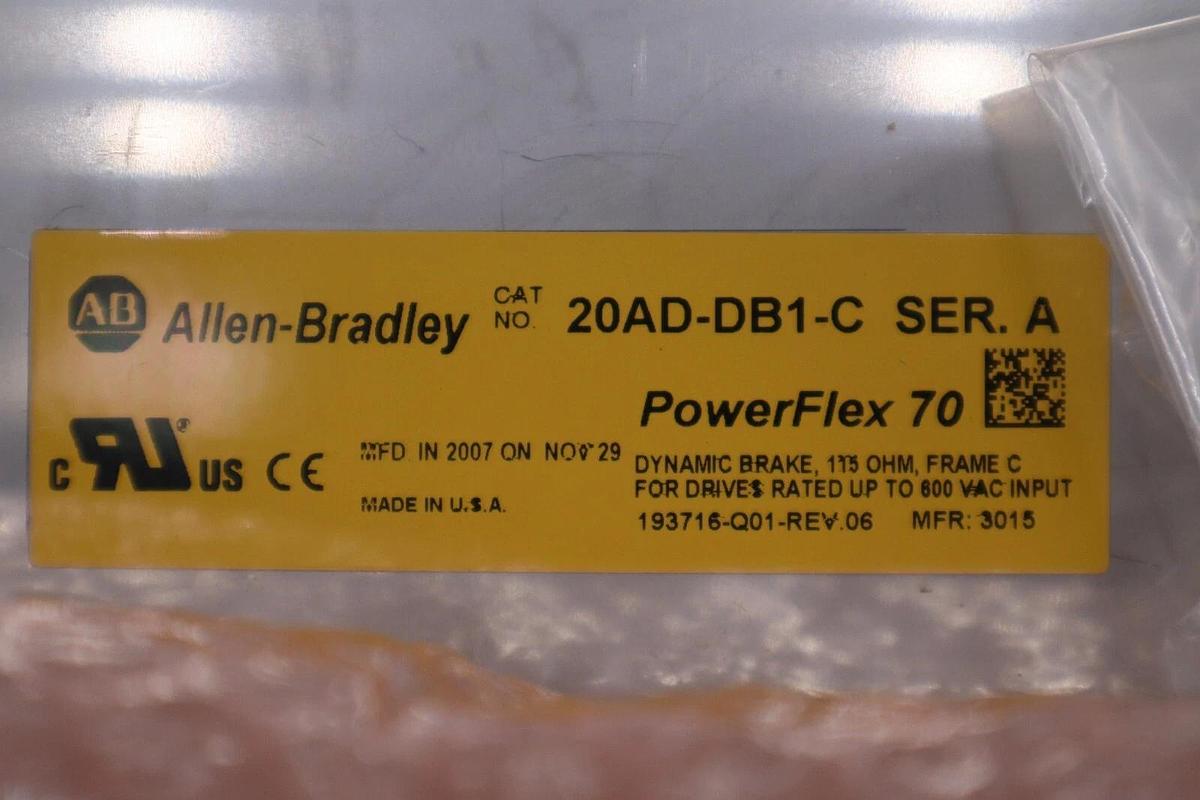 AB Allen-Bradley
CAT NO. 20AD-DB1-C SER. A
PowerFlex 70
C RU ® US CE
MFD IN 2007 ON NOV 29
MADE IN U.S.A.
DYNAMIC BRAKE, 115 OHM, FRAME C
FOR DRIVES RATED UP TO 600 VAC INPUT
193716-Q01-REV.06 MFR: 3015